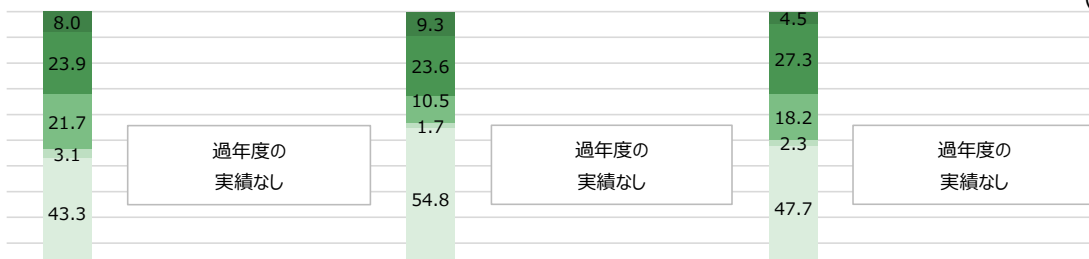 8.0
23.9
21.7
3.1
43.3
過年度の
実績なし
9.3
23.6
10.5
1.7
54.8
過年度の
実績なし
4.5
27.3
18.2
2.3
47.7
過年度の
実績なし